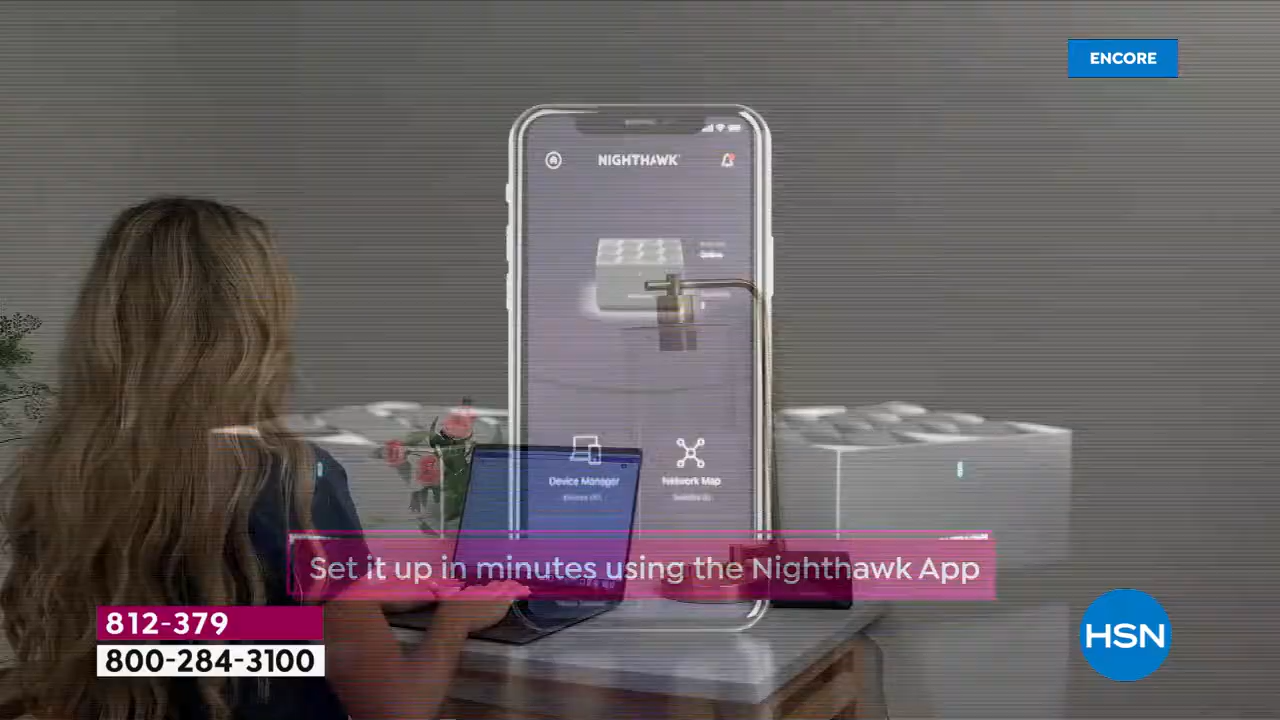 ENCORE
NIGHTHAWK
Online
Device Manager
Network Map
Set it up in minutes using the Nighthawk App
812-379
800-284-3100
HSN